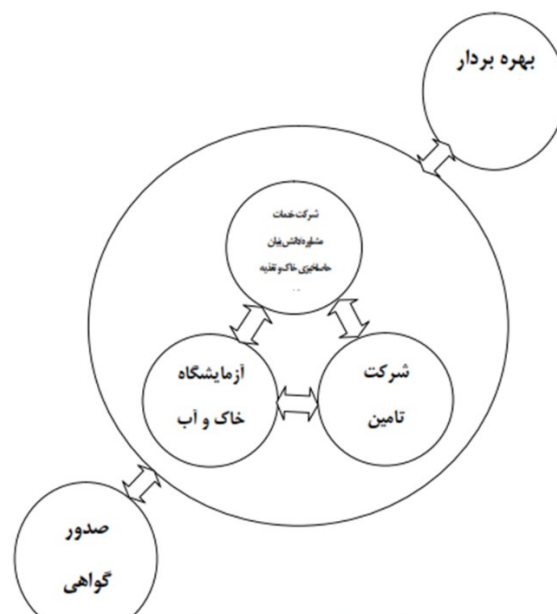 بهره بردار
شرکت خدمات
مشاوره دانش بنیان
حاصلخیزی خاک و تغذیه
آزمایشگاه
خاک و آب
شرکت
تامین
صدور
گواهی